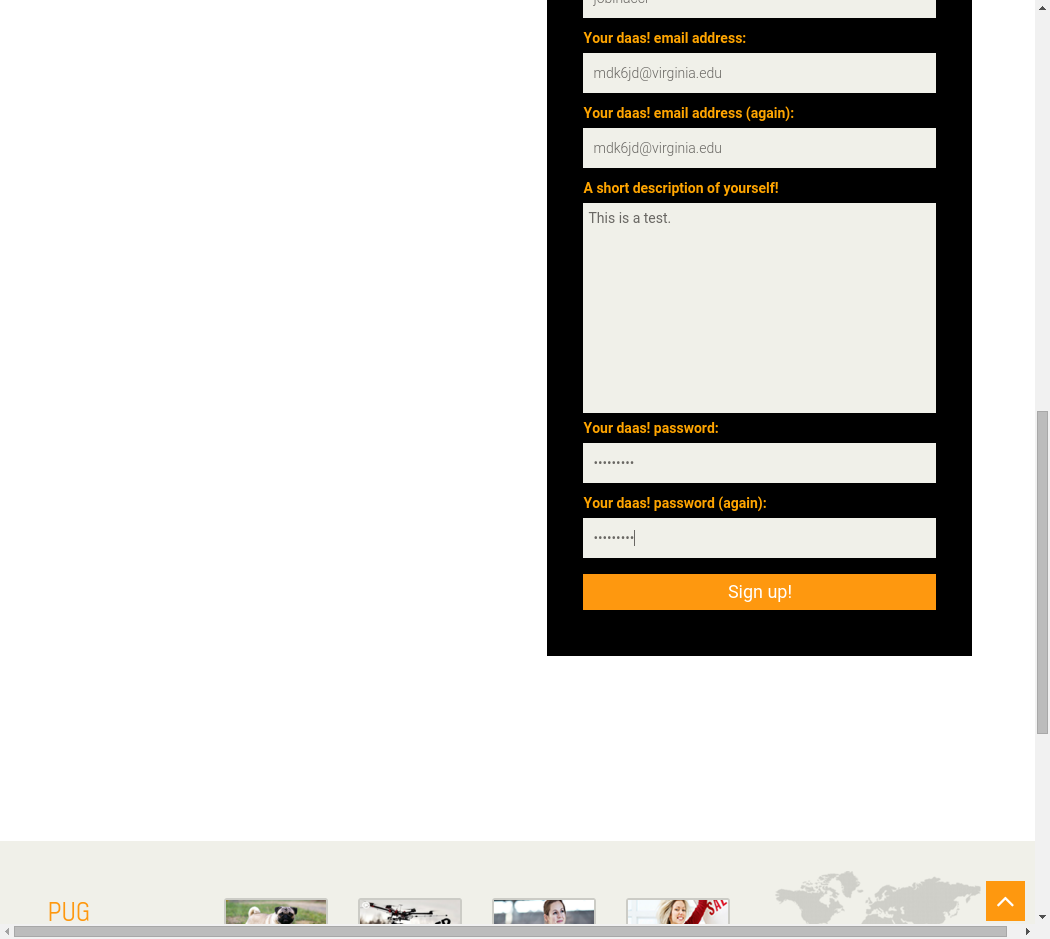 Your daas! email address:
mdk6jd@virginia.edu
Your daas! email address (again):
mdk6jd@virginia.edu
A short description of yourself!
This is a test.
Your daas! password:
•••••••••
Your daas! password (again):
•••••••••
Sign up!
PUG
SALE